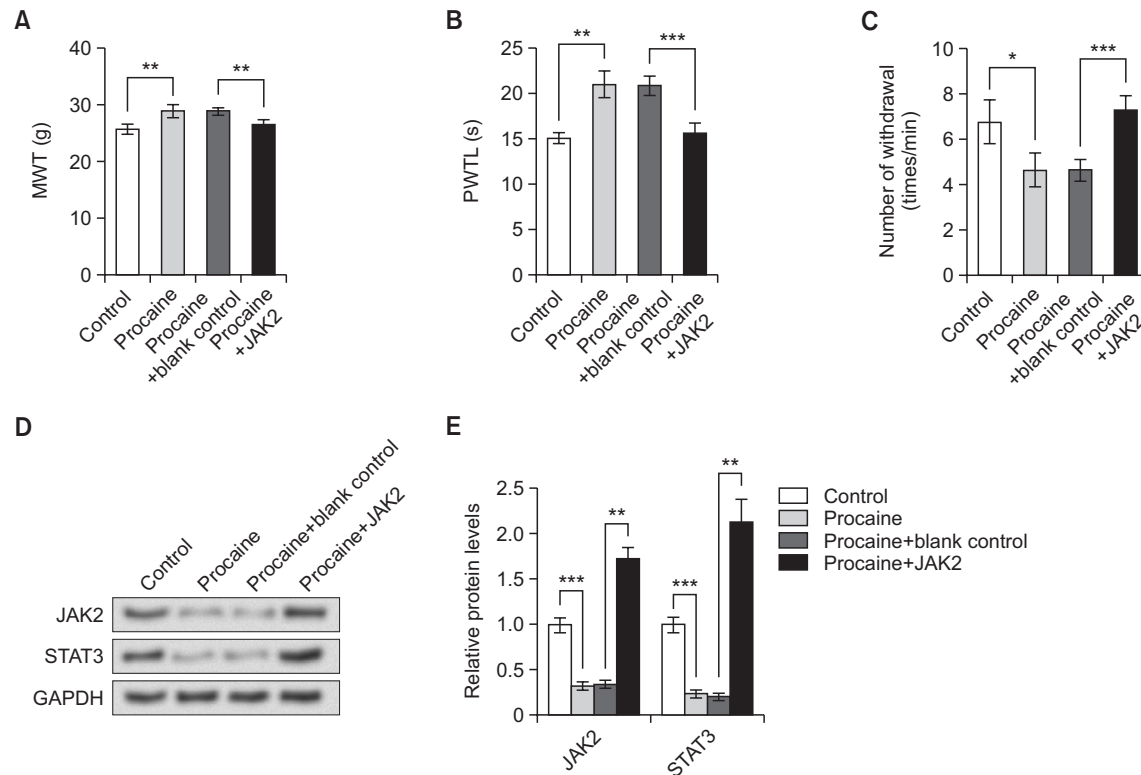 A
MWT (g)
40
30
20
10
0
**
**
Control
Procaine
Procaine
+blank control
Procaine
+JAK2
B
PWTL (s)
25
20
15
10
5
0
**
***
Control
Procaine
Procaine
+blank control
Procaine
+JAK2
C
Number of withdrawal
(times/min)
10
8
6
4
2
0
*
***
Control
Procaine
Procaine
+blank control
Procaine
+JAK2
D
Control
Procaine
Procaine+blank control
Procaine+JAK2
JAK2
STAT3
GAPDH
E
Relative protein levels
2.5
2.0
1.5
1.0
0.5
0
***
**
***
**
JAK2
STAT3
Control
Procaine
Procaine+blank control
Procaine+JAK2